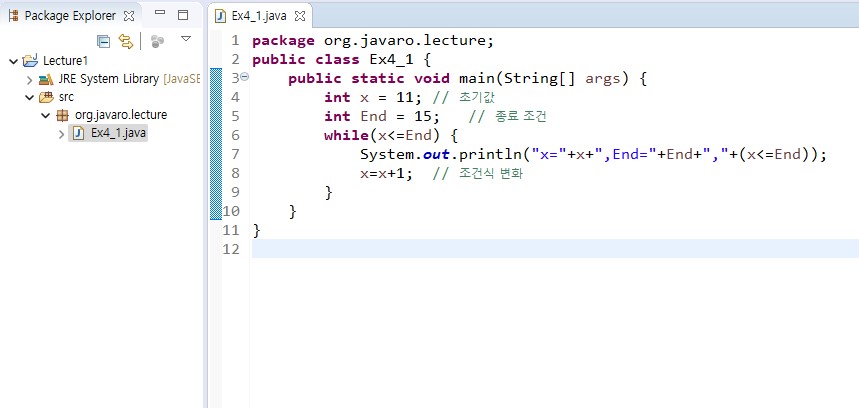 Package Explorer
Lecture1
JRE System Library [JavaSE
src
org.javaro.lecture
Ex4_1.java
Ex4_1.java
1 package org.javaro.lecture;
2 public class Ex4_1 {
3     public static void main(String[] args) {
4         int x = 11; // 초기값
5         int End = 15;   // 종료 조건
6         while(x<=End) {
7             System.out.println("x="+x+",End="+End+","+(x<=End));
8             x=x+1;  // 조건식 변화
9         }
10     }
11 }
12